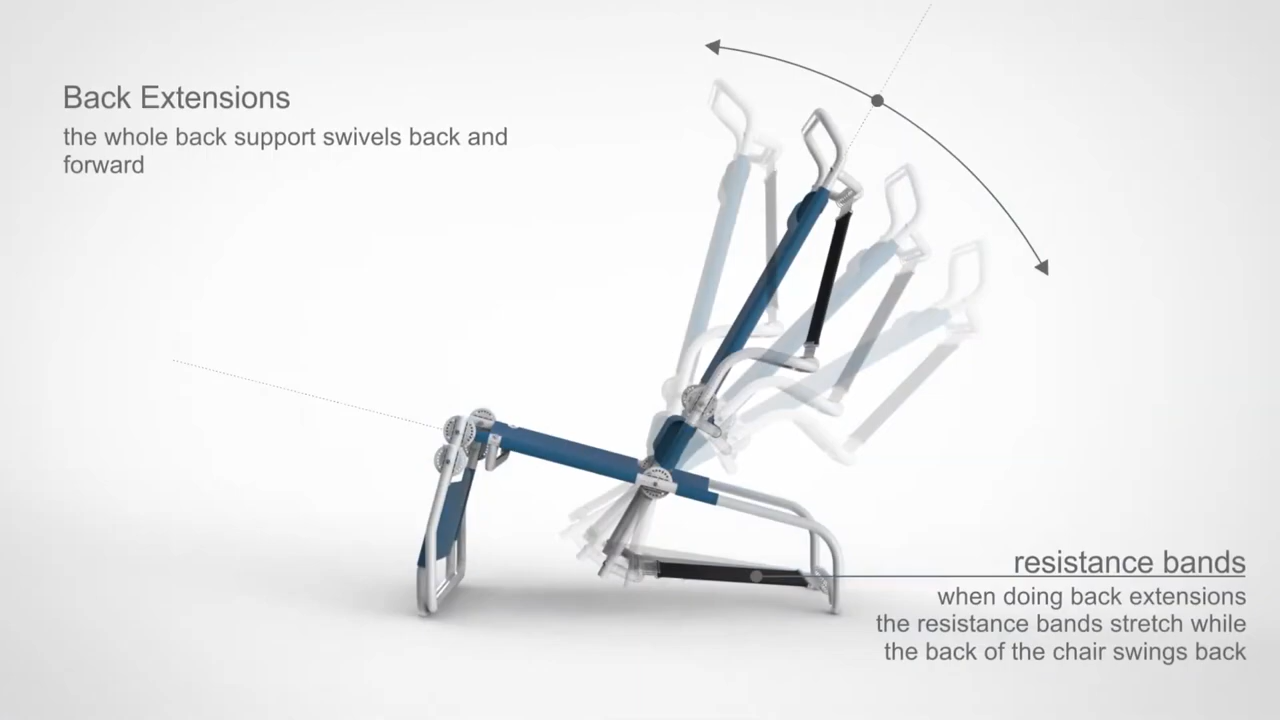 Back Extensions
the whole back support swivels back and
forward
resistance bands
when doing back extensions
the resistance bands stretch while
the back of the chair swings back